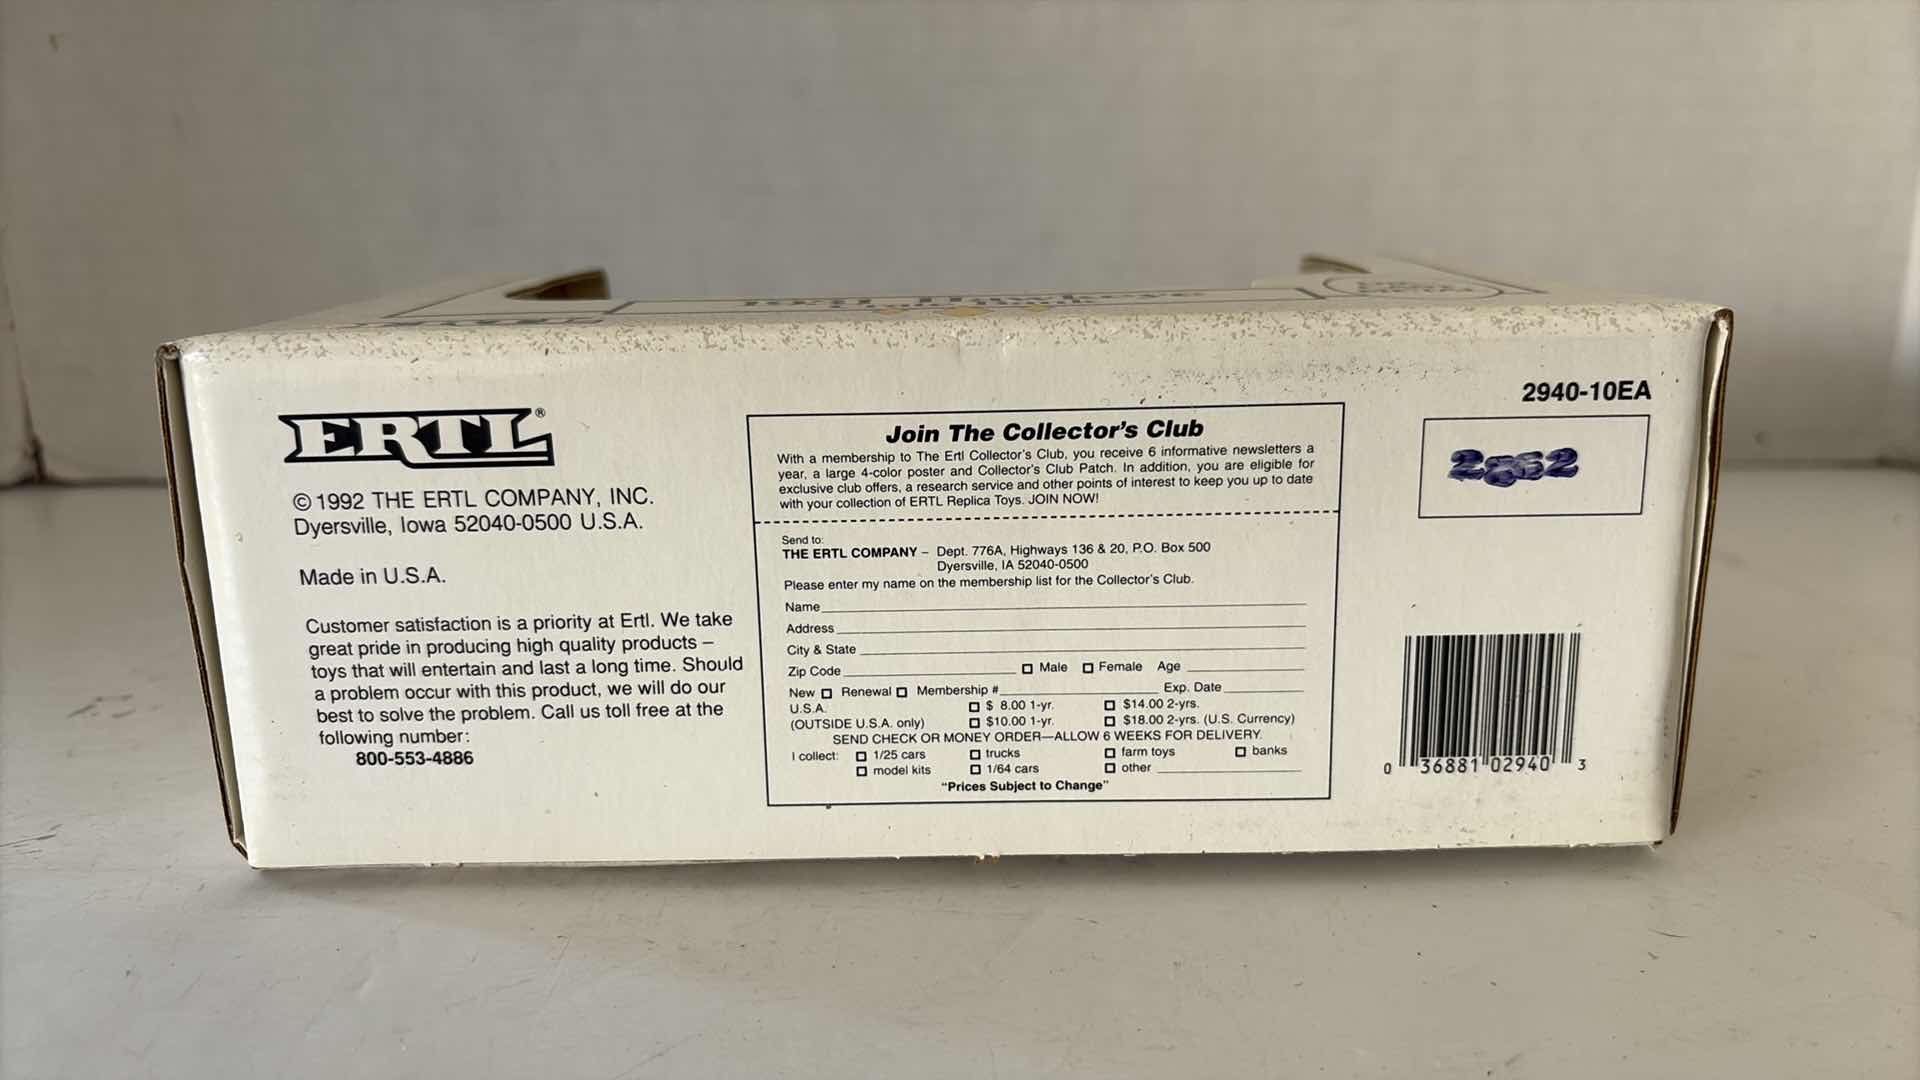 1931 Hawkeye
ERTL®
© 1992 THE ERTL COMPANY, INC.
Dyersville, Iowa 52040-0500 U.S.A.
Made in U.S.A.
Customer satisfaction is a priority at Ertl. We take
great pride in producing high quality products –
toys that will entertain and last a long time. Should
a problem occur with this product, we will do our
best to solve the problem. Call us toll free at the
following number:
800-553-4886
Join The Collector's Club
With a membership to The Ertl Collector's Club, you receive 6 informative newsletters a
year, a large 4-color poster and Collector's Club Patch. In addition, you are eligible for
exclusive club offers, a research service and other points of interest to keep you up to date
with your collection of ERTL Replica Toys. JOIN NOW!
Send to:
THE ERTL COMPANY – Dept. 776A, Highways 136 & 20, P.O. Box 500
Dyersville, IA 52040-0500
Please enter my name on the membership list for the Collector's Club.
Name
Address
City & State
Zip Code Male Female Age
New Renewal Membership # Exp. Date
U.S.A. $ 8.00 1-yr. $14.00 2-yrs.
(OUTSIDE U.S.A. only) $10.00 1-yr. $18.00 2-yrs. (U.S. Currency)
SEND CHECK OR MONEY ORDER—ALLOW 6 WEEKS FOR DELIVERY.
I collect: 1/25 cars trucks farm toys banks
model kits 1/64 cars other
"Prices Subject to Change"
2940-10EA
0 36881 02940 3